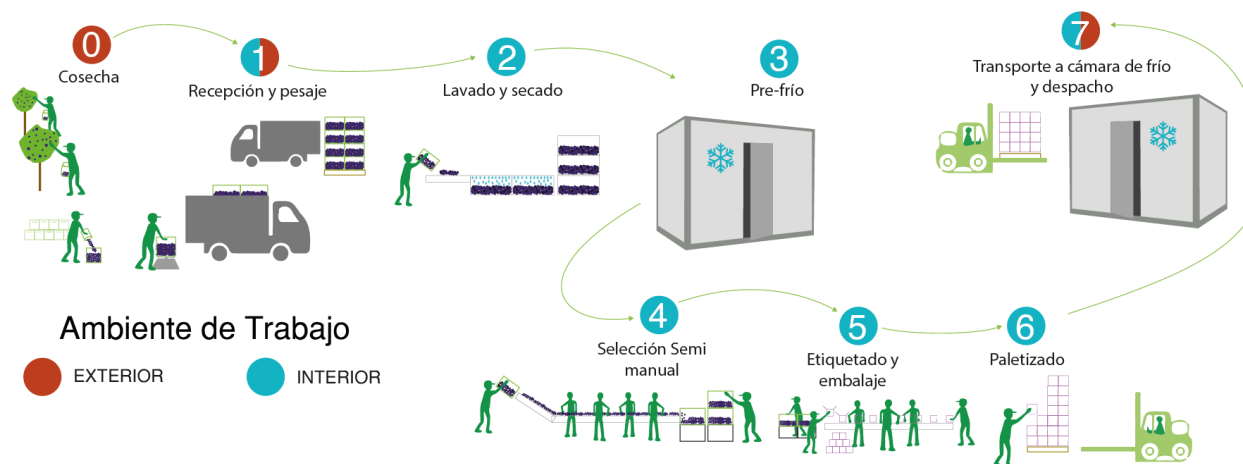 0
Cosecha
1
Recepción y pesaje
2
Lavado y secado
3
Pre-frío
7
Transporte a cámara de frío
y despacho
4
Selección Semi
manual
5
Etiquetado y
embalaje
6
Paletizado
Ambiente de Trabajo
EXTERIOR
INTERIOR